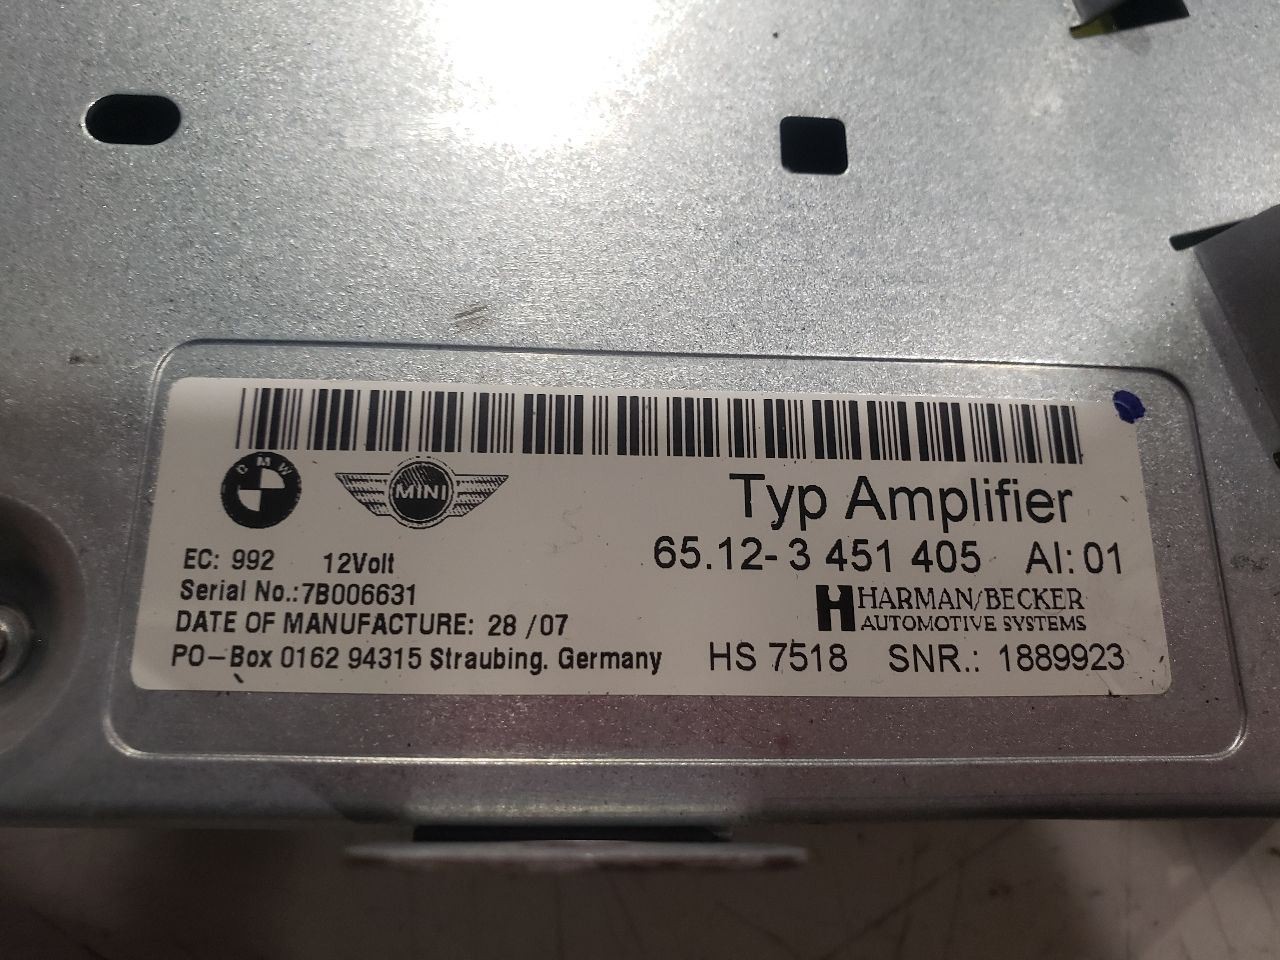 BMW
MINI
Typ Amplifier
65.12-3 451 405 AI: 01
EC: 992 12Volt
Serial No.:7B006631
HARMAN/BECKER
AUTOMOTIVE SYSTEMS
DATE OF MANUFACTURE: 28 /07
PO-Box 0162 94315 Straubing. Germany
HS 7518 SNR.: 1889923